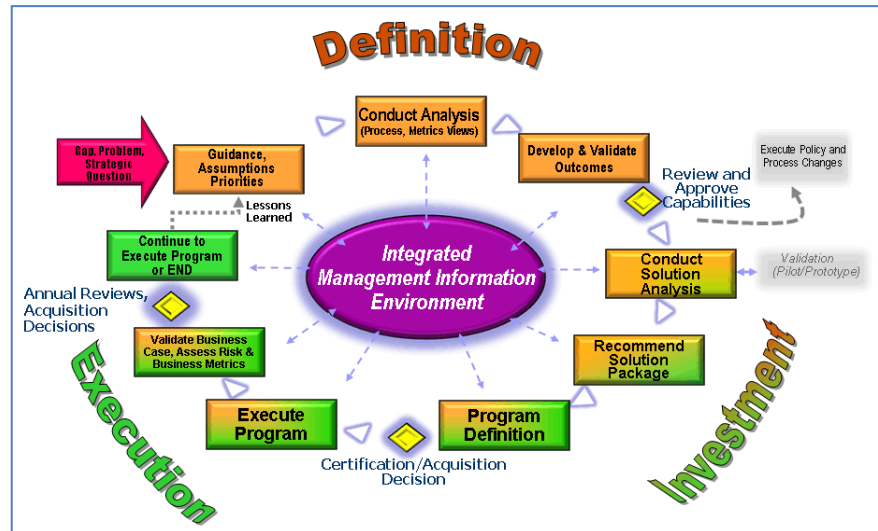 Definition
Conduct Analysis
(Process, Metrics Views)
Gap, Problem,
Strategic
Question
Guidance,
Assumptions
Priorities
Develop & Validate
Outcomes
Execute Policy and
Process Changes
Review and
Approve
Capabilities
Lessons
Learned
Continue to
Execute Program
or END
Integrated
Management Information
Environment
Conduct
Solution
Analysis
Validation
(Pilot/Prototype)
Annual Reviews,
Acquisition
Decisions
Validate Business
Case, Assess Risk &
Business Metrics
Recommend
Solution
Package
Execute
Program
Program
Definition
Certification/Acquisition
Decision
Execution
Investment